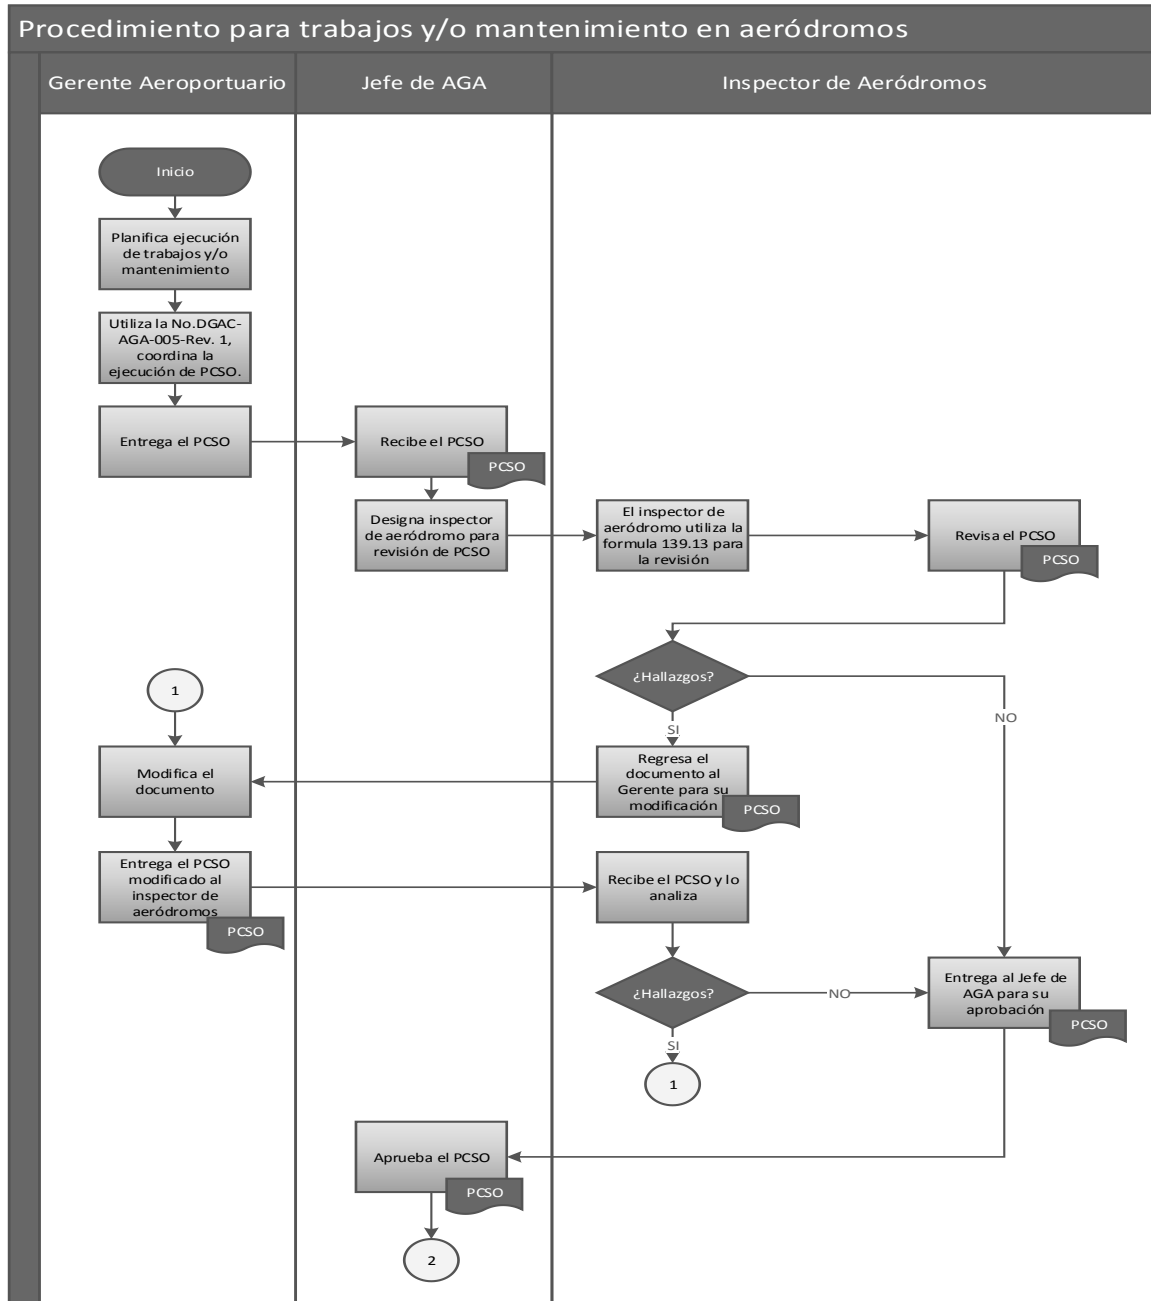 Procedimiento para trabajos y/o mantenimiento en aeródromos
Gerente Aeroportuario
Jefe de AGA
Inspector de Aeródromos
Inicio
Planifica ejecución
de trabajos y/o
mantenimiento
Utiliza la No.DGAC-
AGA-005-Rev. 1,
coordina la
ejecución de PCSO.
Entrega el PCSO
Recibe el PCSO
PCSO
Designa inspector
de aeródromo para
revisión de PCSO
El inspector de
aeródromo utiliza la
formula 139.13 para
la revisión
Revisa el PCSO
PCSO
¿Hallazgos?
NO
SI
1
Modifica el
documento
Regresa el
documento al
Gerente para su
modificación
PCSO
Entrega el PCSO
modificado al
inspector de
aeródromos
PCSO
Recibe el PCSO y lo
analiza
¿Hallazgos?
NO
SI
1
Entrega al Jefe de
AGA para su
aprobación
PCSO
Aprueba el PCSO
PCSO
2